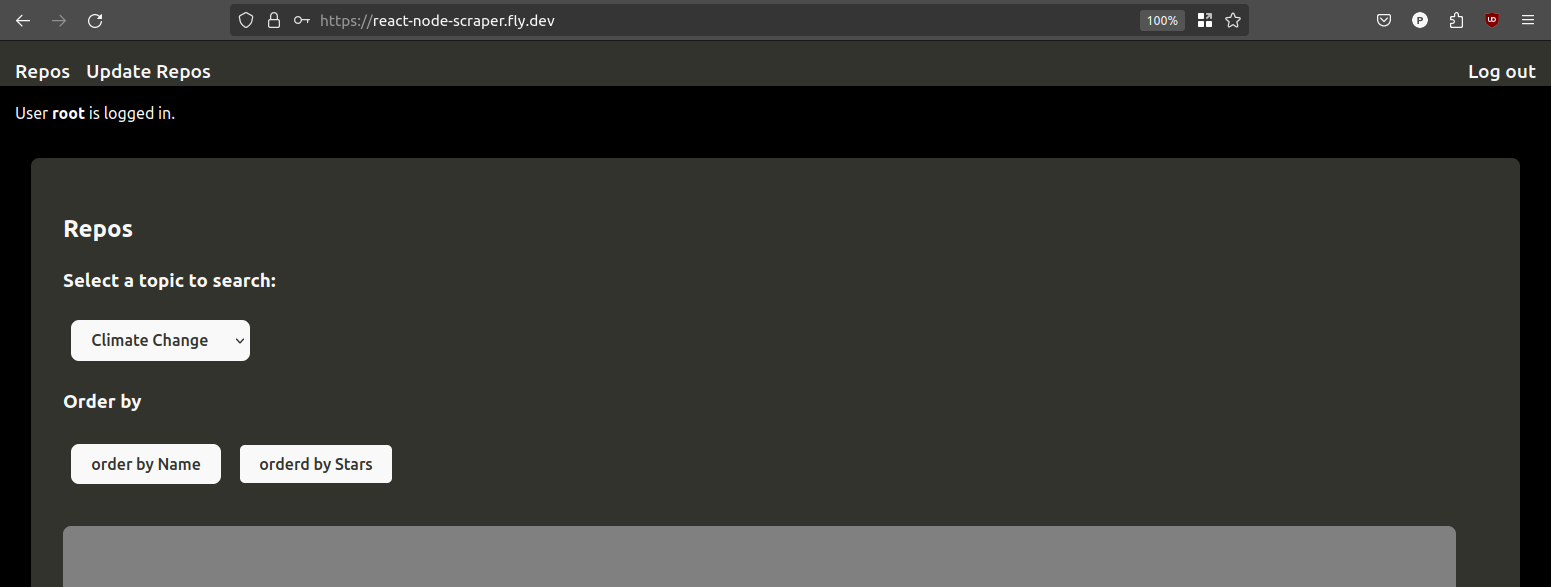 https://react-node-scraper.fly.dev 100% P UD
Repos Update Repos Log out
User root is logged in.
Repos
Select a topic to search:
Climate Change
Order by
order by Name orderd by Stars